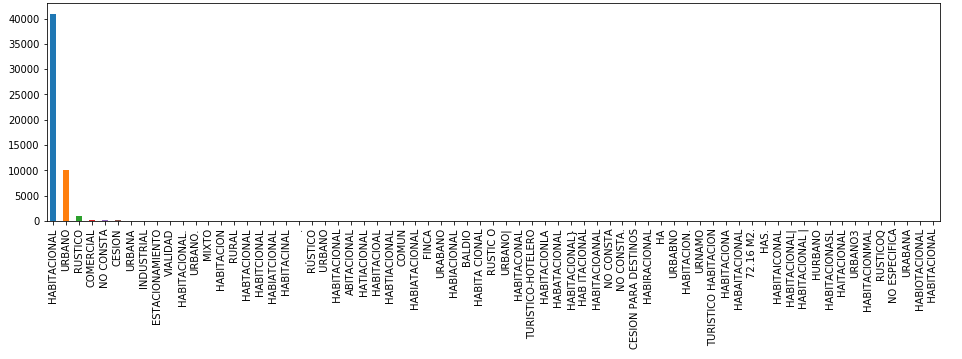 40000
35000
30000
25000
20000
15000
10000
5000
0
HABITACIONAL
URBANO
RUSTICO
COMERCIAL
NO CONSTA
CESION
URBANA
INDUSTRIAL
ESTACIONAMIENTO
VIALIDAD
HABITACIONAL.
URBANO.
MIXTO
HABITACION
RURAL
HABTACIONAL
HABITCIONAL
HABIATCIONAL
HABITACINAL
.
RÚSTICO
URBANO
HABITACIONAL
ABITACIONAL
HATIACIONAL
HABITACIOAL
HABITIACIONAL
COMUN
HABIATACIONAL
FINCA
URABANO
HABIACIONAL
BALDIO
HABITA CIONAL
RUSTIC O
URBANO|
HABITACIONAL
TURISTICO-HOTELERO
HABITACIONLA
HABATACIONAL
HABITACIONAL}
HAB ITACIONAL
HABITACIOANAL
NO CONSTA
NO CONSTA.
CESION PARA DESTINOS
HABIRACIONAL
HA
URBABNO
HABITACION.
URNAMO
TURISTICO HABITACION
HABITACIONA
HABAITACIONAL
72.16 M2.
HAS.
HABITAICONAL
HABITACIONAL|
HABITACIONAL |
HURBANO
HABITACIONASL
HAITACIONAL
URBANO3
HABITACIONMAL
RUSTICOQ
NO ESPECIFICA
URABANA
HABIOTACIONAL
HABITACIONAL